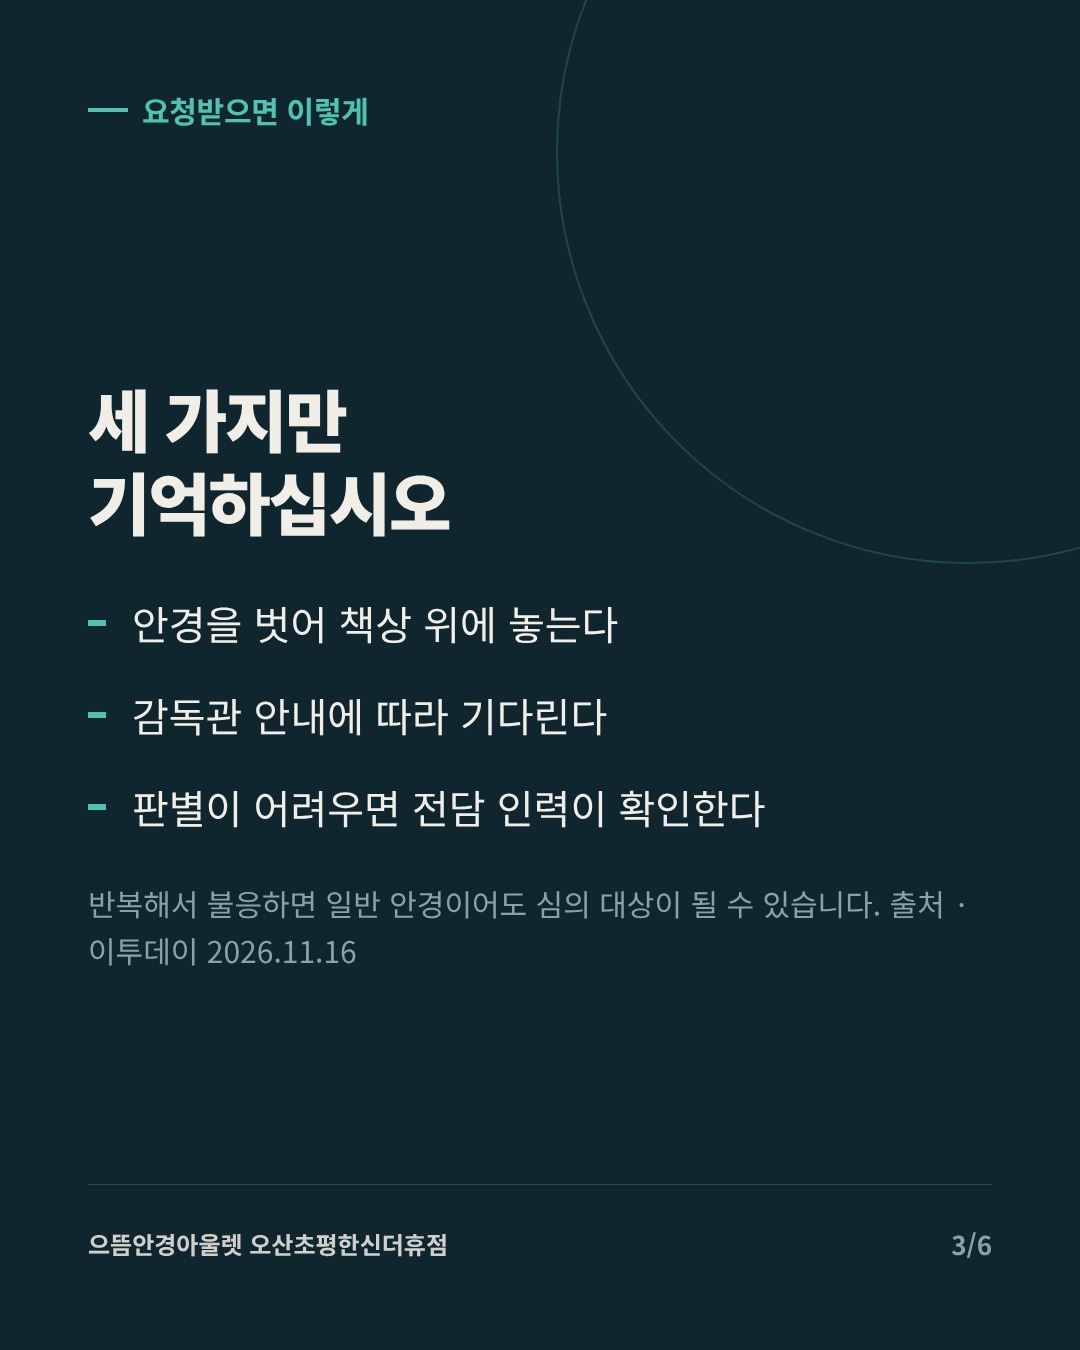 요청받으면 이렇게
세 가지만
기억하십시오
안경을 벗어 책상 위에 놓는다
감독관 안내에 따라 기다린다
판별이 어려우면 전담 인력이 확인한다
반복해서 불응하면 일반 안경이어도 심의 대상이 될 수 있습니다. 출처 ·
이투데이 2026.11.16
으뜸안경아울렛 오산초평한신더휴점
3/6